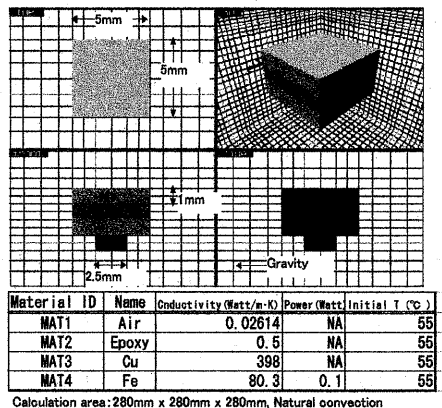 5mm
5mm
1mm
2.5mm
Gravity
Material ID Name Cnductivity(Watt/m·K) Power(Watt) Initial T (℃)
MAT1 Air 0.02614 NA 55
MAT2 Epoxy 0.5 NA 55
MAT3 Cu 398 NA 55
MAT4 Fe 80.3 0.1 55
Calculation area:280mm x 280mm x 280mm, Natural convection